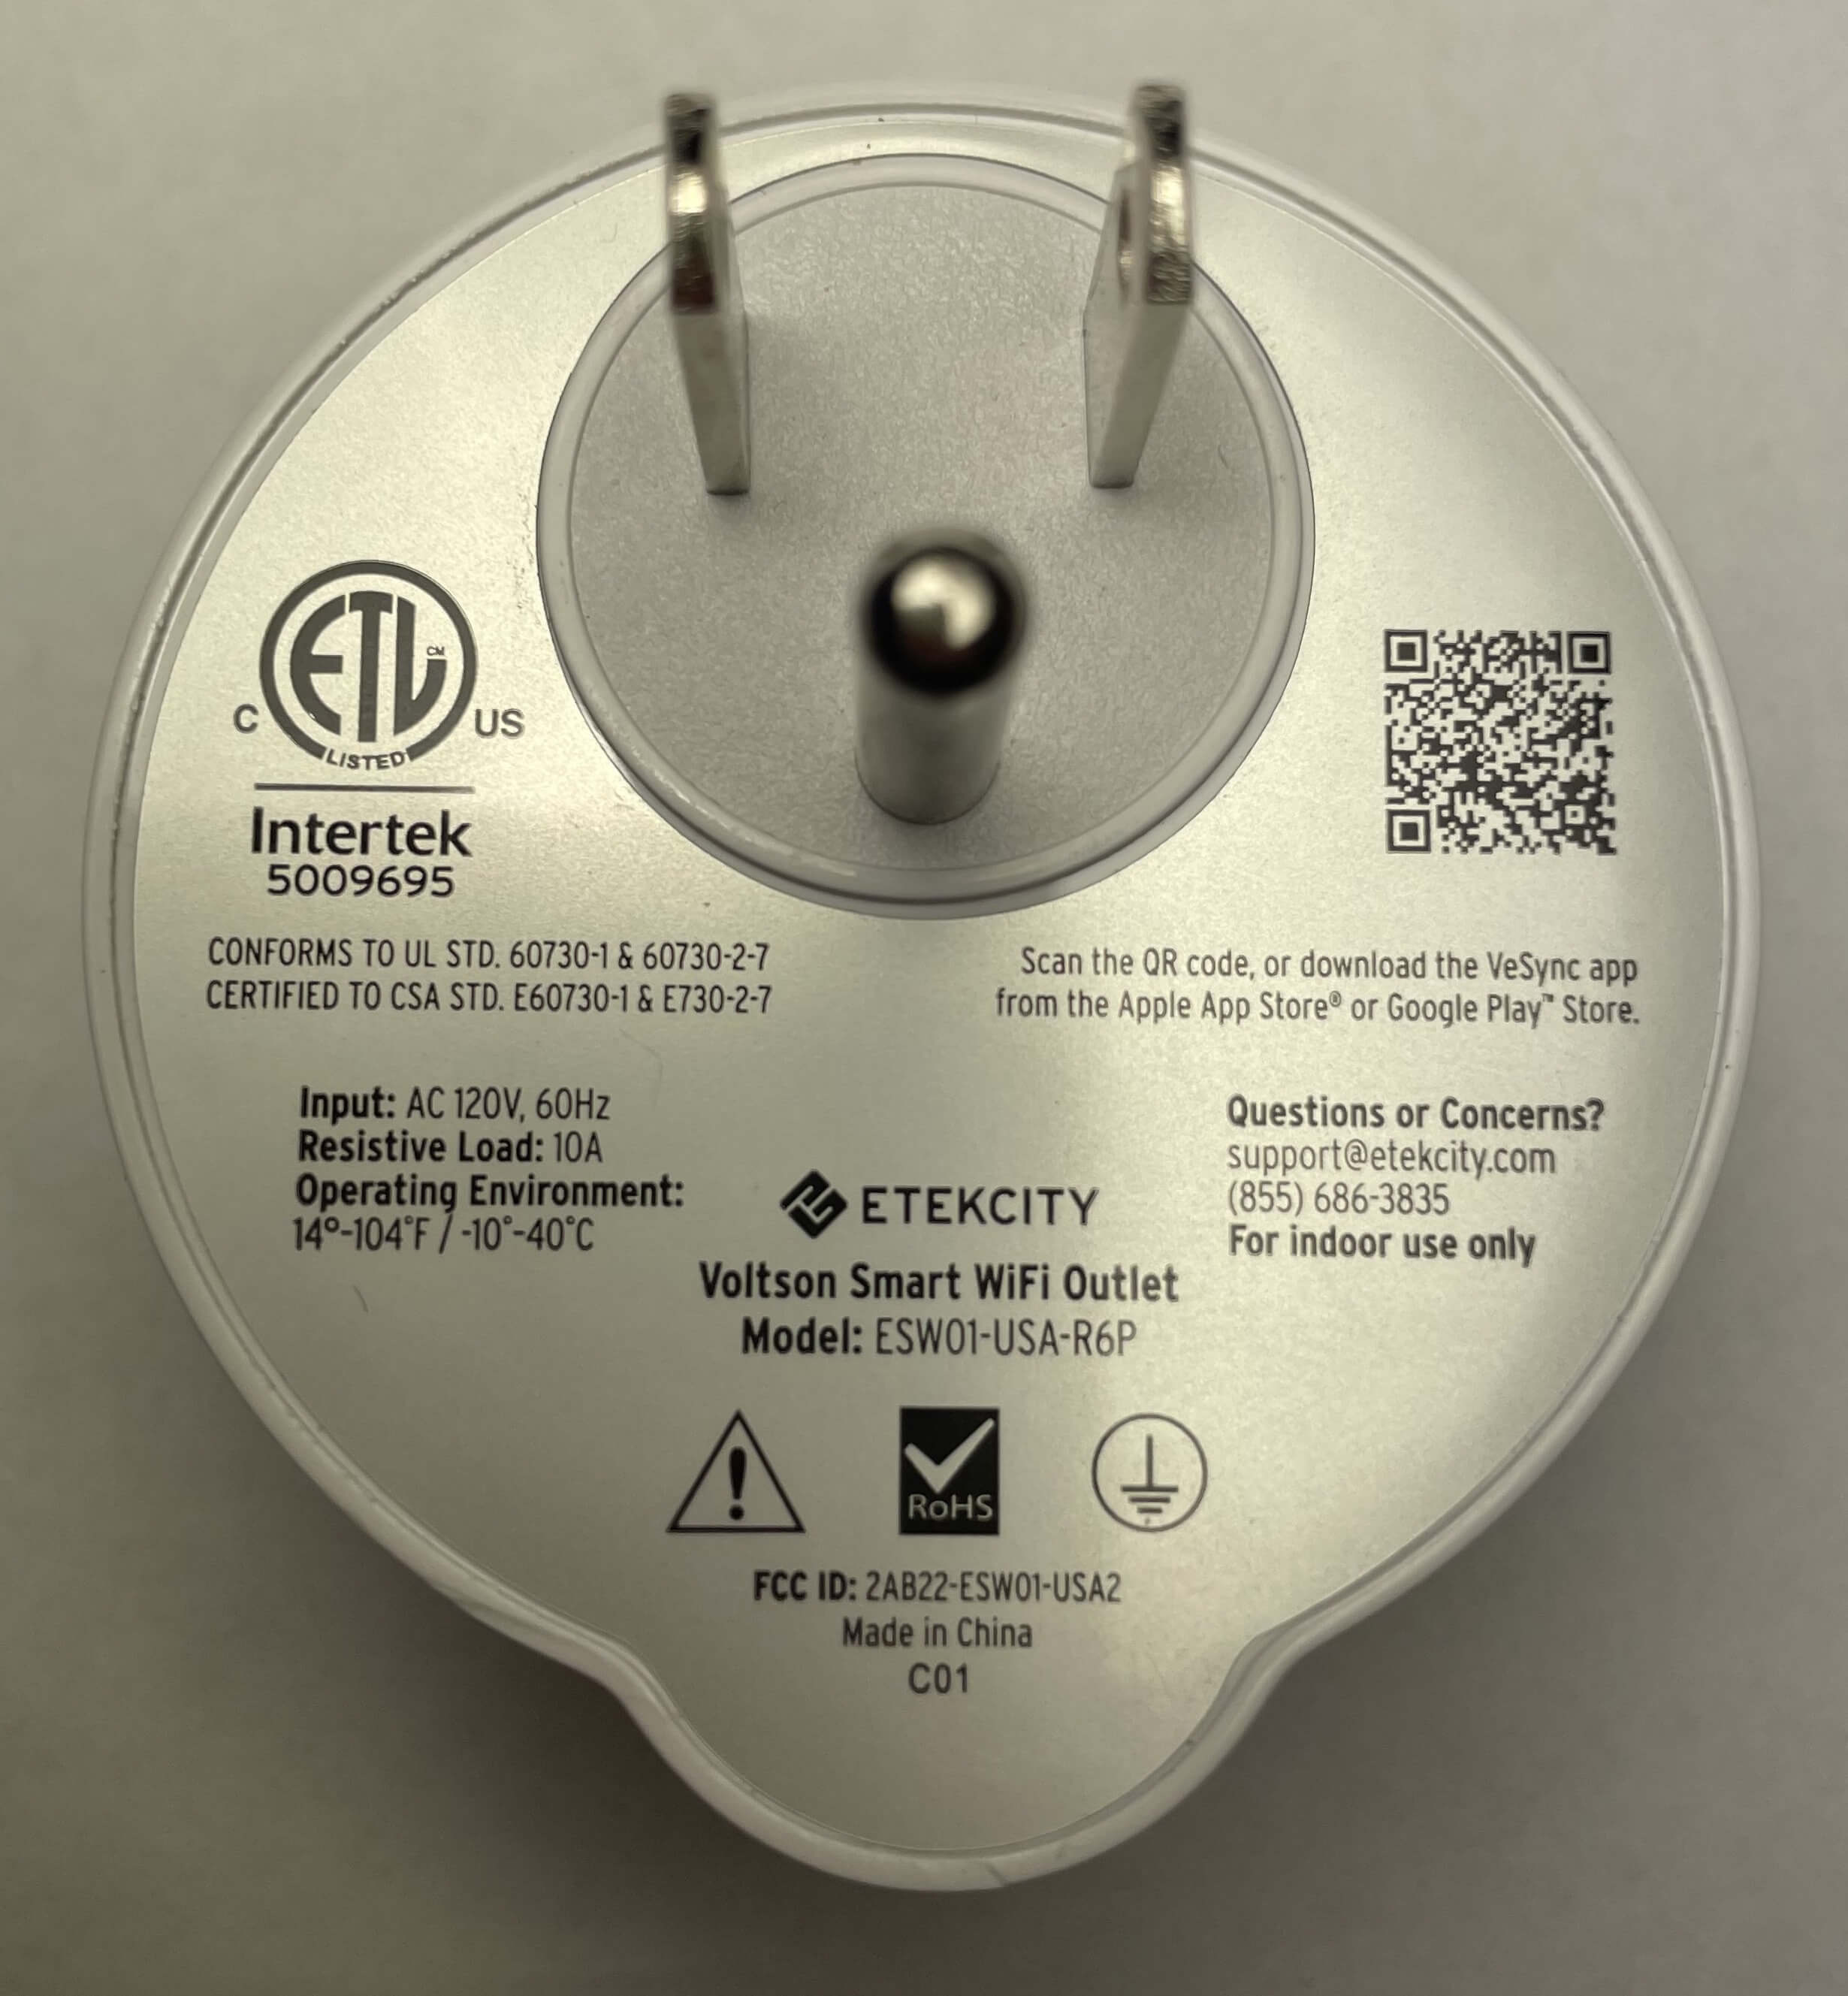 ETL CM
C US
LISTED
Intertek
5009695
CONFORMS TO UL STD. 60730-1 & 60730-2-7
CERTIFIED TO CSA STD. E60730-1 & E730-2-7
Scan the QR code, or download the VeSync app
from the Apple App Store® or Google Play™ Store.
Input: AC 120V, 60Hz
Resistive Load: 10A
Operating Environment:
14°-104°F / -10°-40°C
Questions or Concerns?
support@etekcity.com
(855) 686-3835
For indoor use only
ETEKCITY
Voltson Smart WiFi Outlet
Model: ESW01-USA-R6P
RoHS
FCC ID: 2AB22-ESW01-USA2
Made in China
C01